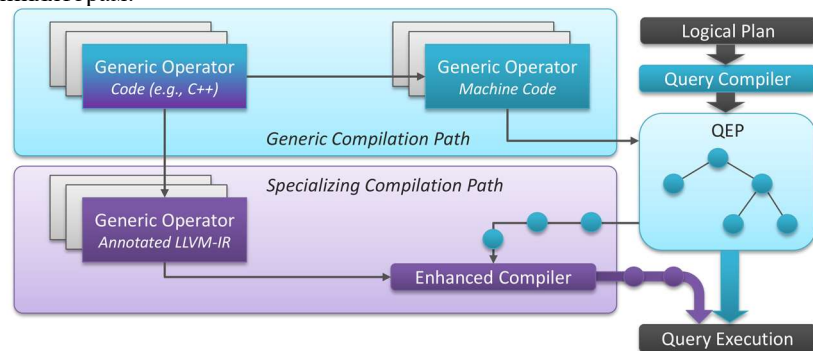 Generic Operator
Code (e.g., C++)
Generic Operator
Machine Code
Generic Compilation Path
Specializing Compilation Path
Generic Operator
Annotated LLVM-IR
Enhanced Compiler
Logical Plan
Query Compiler
QEP
Query Execution